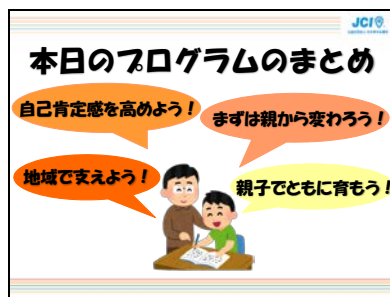 JCI
本日のプログラムのまとめ
自己肯定感を高めよう！
まずは親から変わろう！
地域で支えよう！
親子でともに育もう！